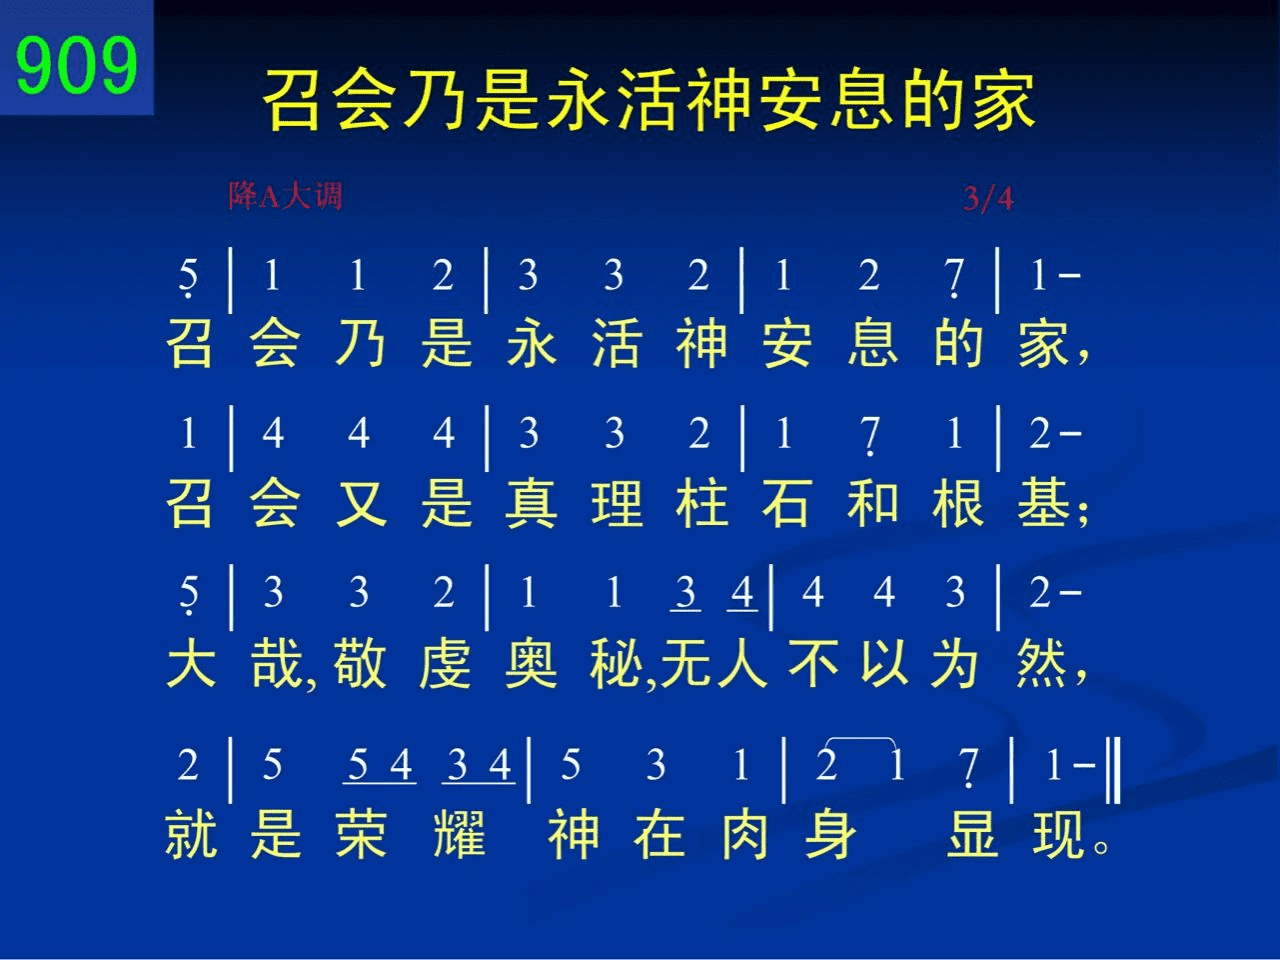 909
召会乃是永活神安息的家
降A大调 3/4
5̣ | 1 1 2 | 3 3 2 | 1 2 7̣ | 1 -
召 会 乃 是 永 活 神 安 息 的 家，
1 | 4 4 4 | 3 3 2 | 1 7̣ 1 | 2 -
召 会 又 是 真 理 柱 石 和 根 基；
5̣ | 3 3 2 | 1 1 3 4 | 4 4 3 | 2 -
大 哉, 敬 虔 奥 秘, 无 人 不 以 为 然，
2 | 5 5 4 3 4 | 5 3 1 | 2 1 7̣ | 1 - ||
就 是 荣 耀 神 在 肉 身 显 现。